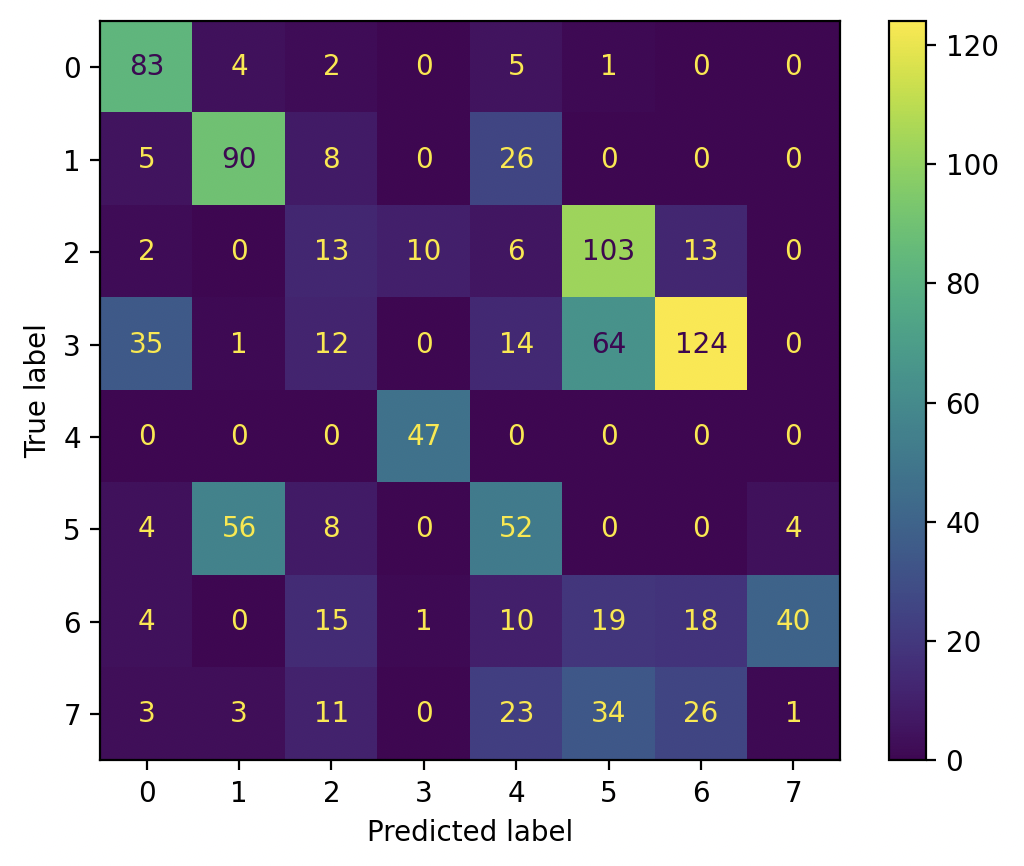 0 83 4 2 0 5 1 0 0
1 5 90 8 0 26 0 0 0
2 2 0 13 10 6 103 13 0
3 35 1 12 0 14 64 124 0
4 0 0 0 47 0 0 0 0
5 4 56 8 0 52 0 0 4
6 4 0 15 1 10 19 18 40
7 3 3 11 0 23 34 26 1
0 1 2 3 4 5 6 7
Predicted label
True label
120
100
80
60
40
20
0